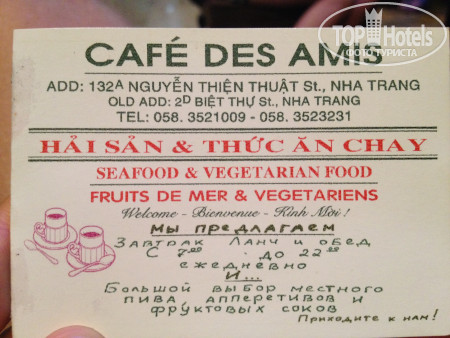 TOP Hotels
ФОТО ТУРИСТА
CAFÉ DES AMIS
ADD: 132A NGUYỄN THIỆN THUẬT St., NHA TRANG
OLD ADD: 2D BIỆT THỰ St., NHA TRANG
TEL: 058. 3521009 - 058. 3523231
HẢI SẢN & THỨC ĂN CHAY
SEAFOOD & VEGETARIAN FOOD
FRUITS DE MER & VEGETARIENS
Welcome - Bienvenue - Kính Mời !
Мы предлагаем
Завтрак Ланч и обед
С 7⁰⁰ до 22⁰⁰
ежедневно
И...
Большой выбор местного
пива апперетивов и
фруктовых соков
Приходите к нам!